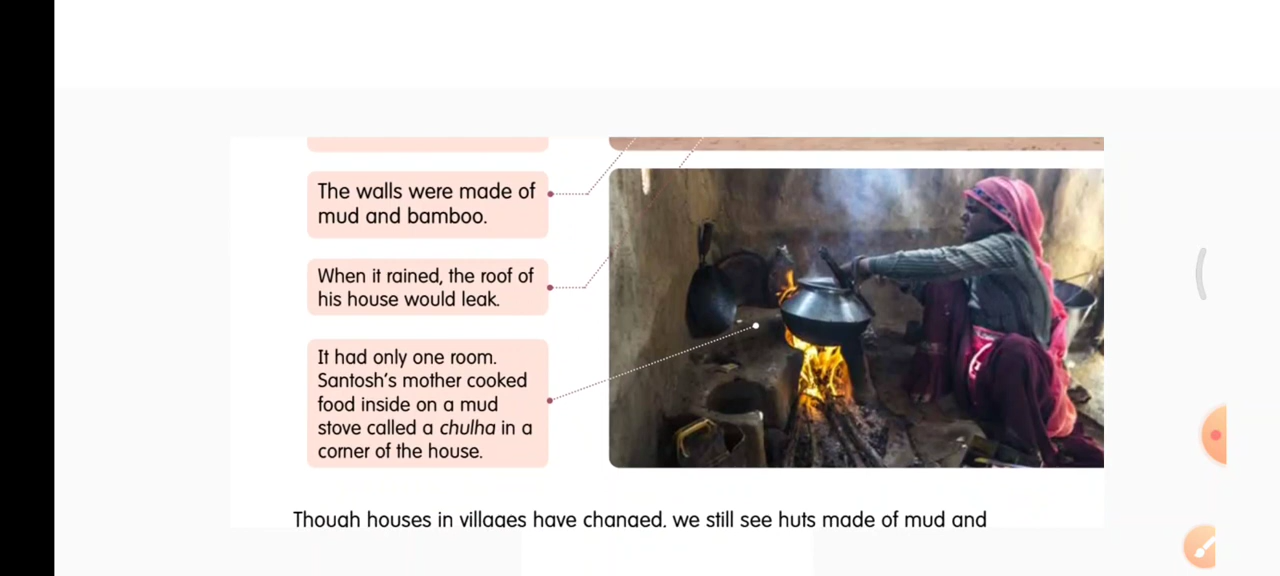 The walls were made of
mud and bamboo.
When it rained, the roof of
his house would leak.
It had only one room.
Santosh's mother cooked
food inside on a mud
stove called a chulha in a
corner of the house.
Though houses in villages have changed, we still see huts made of mud and